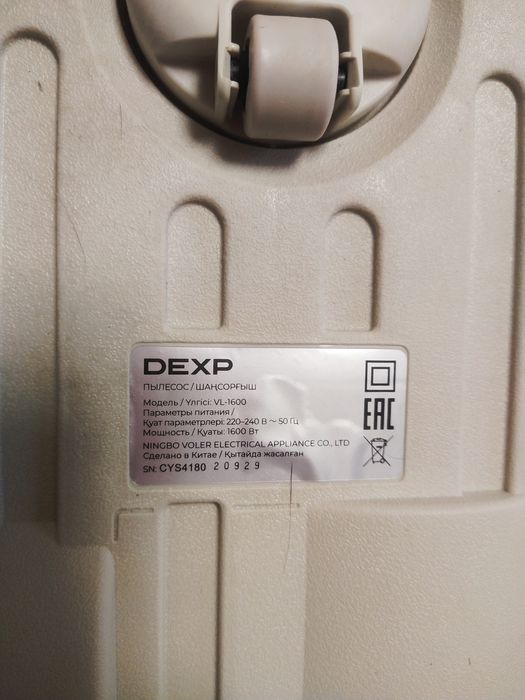 DEXP
ПЫЛЕСОС / ШАҢСОРҒЫШ
Модель / Үлгісі: VL-1600
Параметры питания /
Қуат параметрлері: 220-240 В ~ 50 Гц
Мощность / Қуаты: 1600 Вт
NINGBO VOLER ELECTRICAL APPLIANCE CO., LTD
Сделано в Китае / Қытайда жасалған
SN: CYS4180 20929
EAC